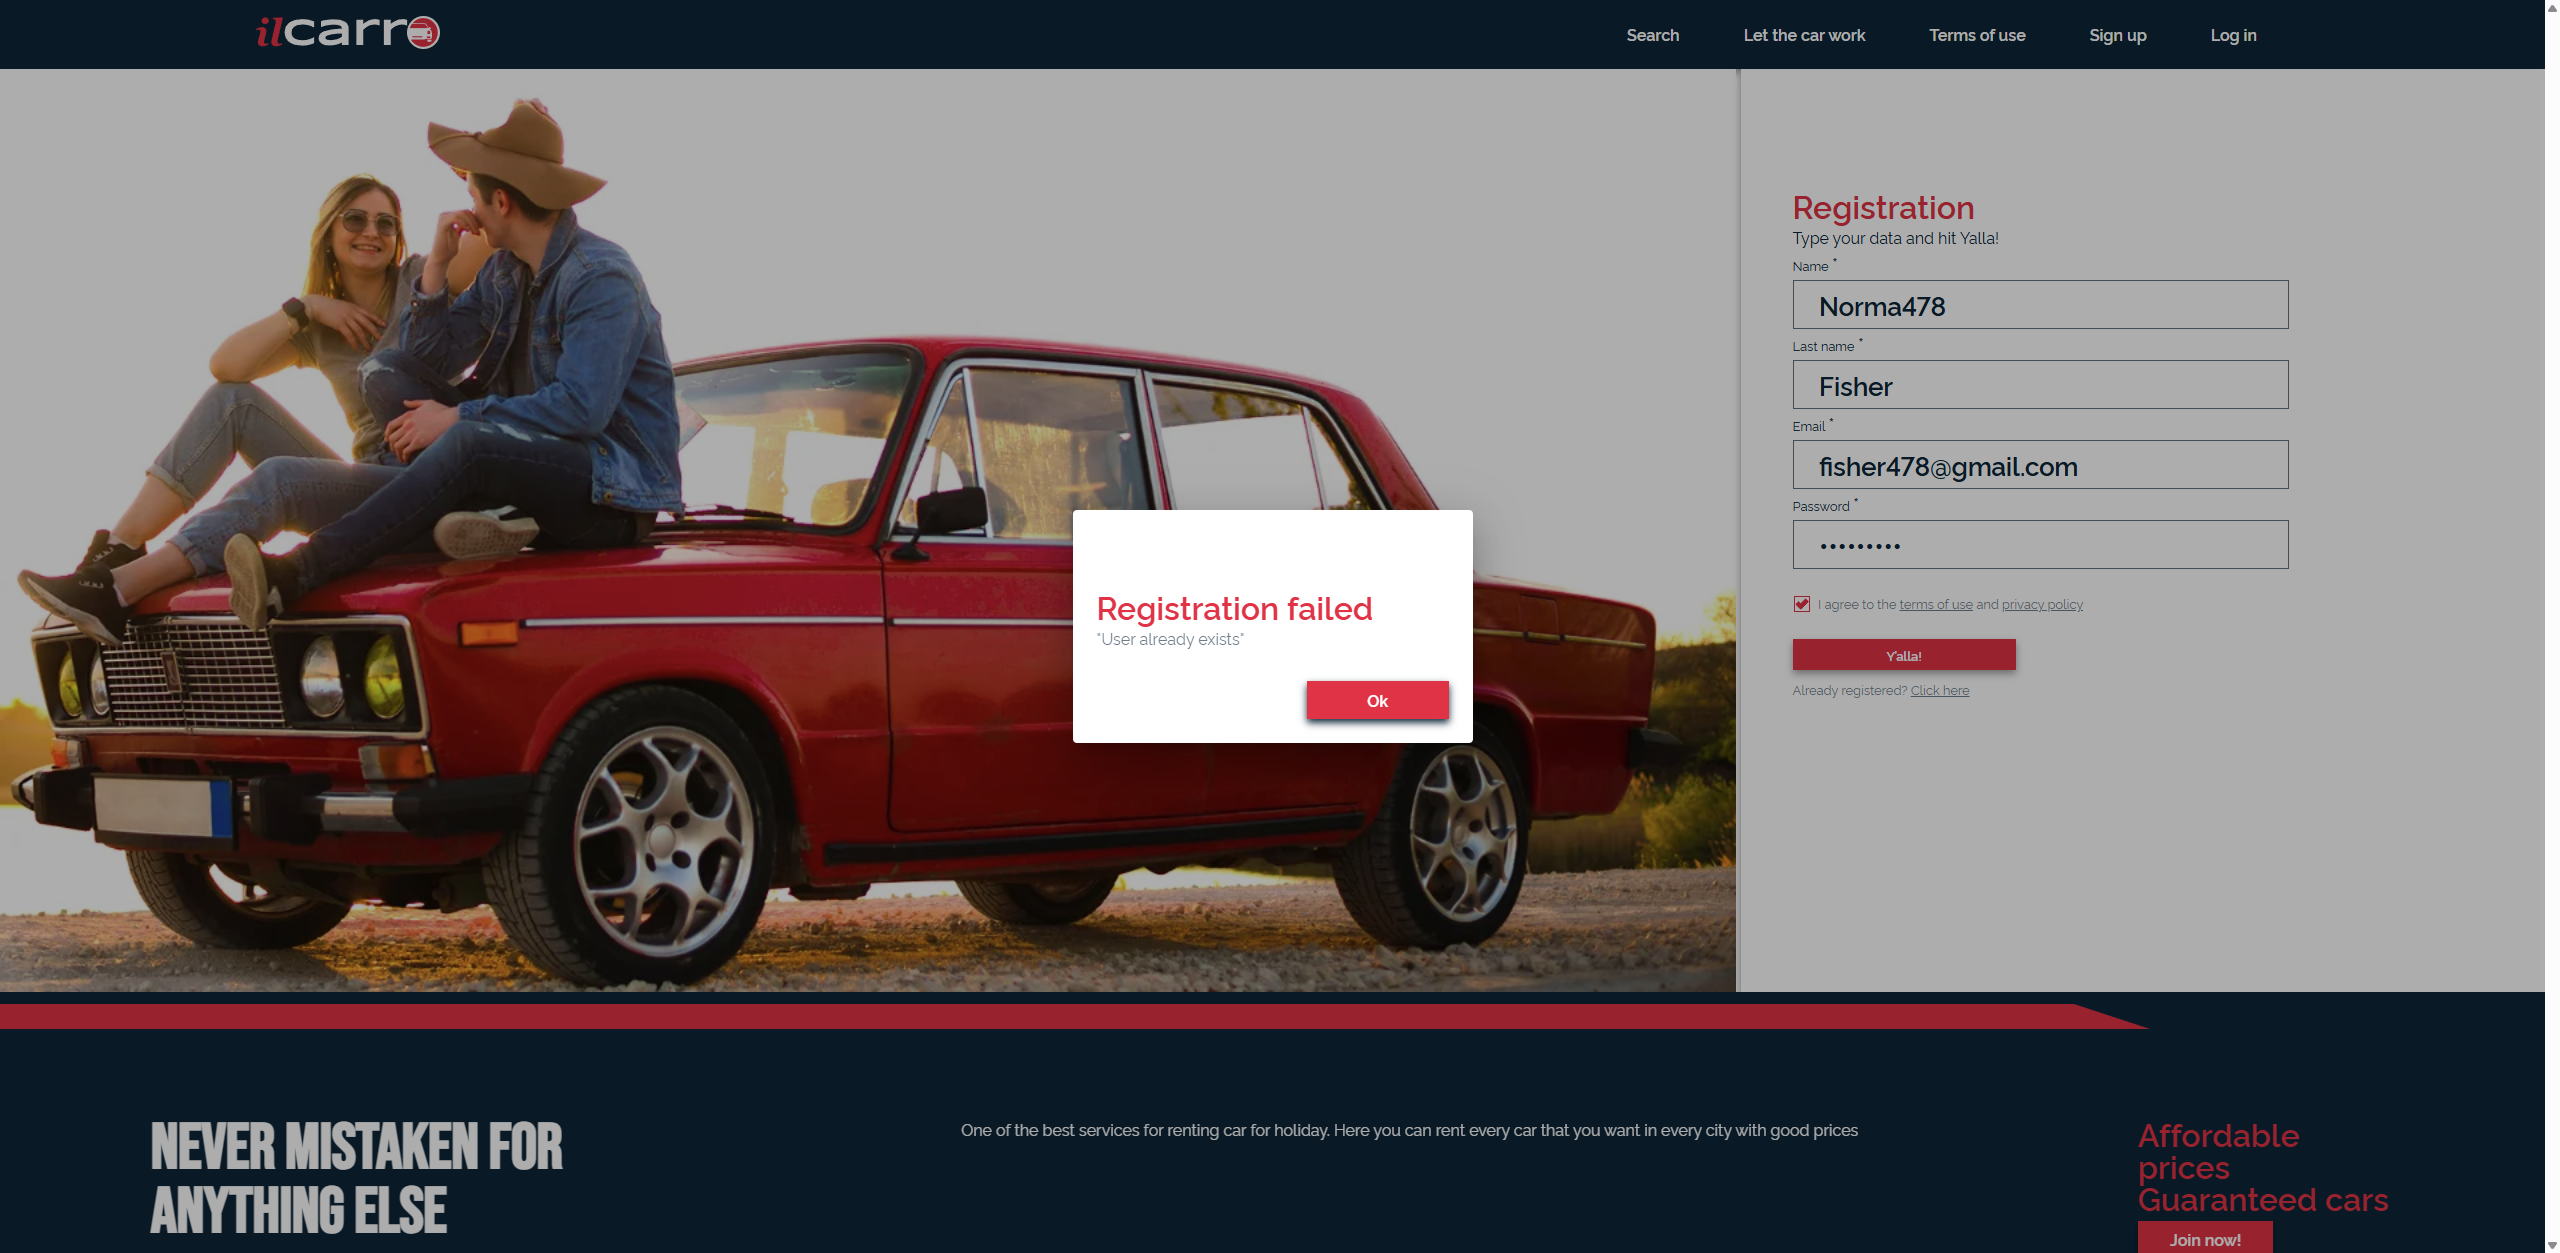 ilcarro
Search Let the car work Terms of use Sign up Log in
Registration
Type your data and hit Yalla!
Name *
Norma478
Last name *
Fisher
Email *
fisher478@gmail.com
Password *
•••••••••
I agree to the terms of use and privacy policy
Y'alla!
Already registered? Click here
Registration failed
"User already exists"
Ok
NEVER MISTAKEN FOR
ANYTHING ELSE
One of the best services for renting car for holiday. Here you can rent every car that you want in every city with good prices
Affordable
prices
Guaranteed cars
Join now!